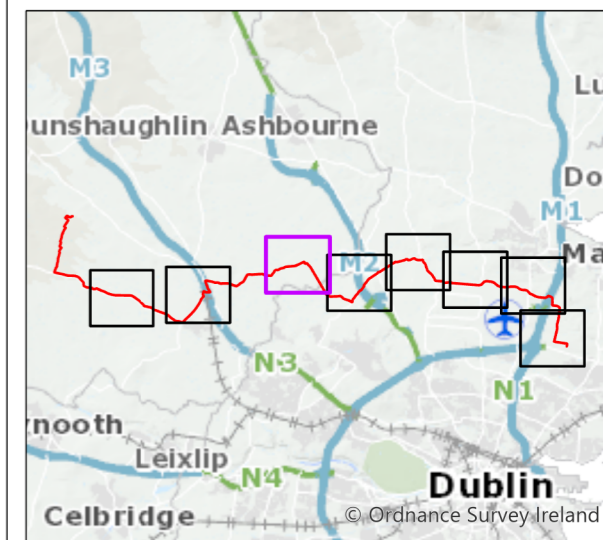 M3
Lu
unshaughlin Ashbourne
Do
M1
M2
Ma
N3
N1
ynooth
Leixlip
N4
Dublin
Celbridge
© Ordnance Survey Ireland